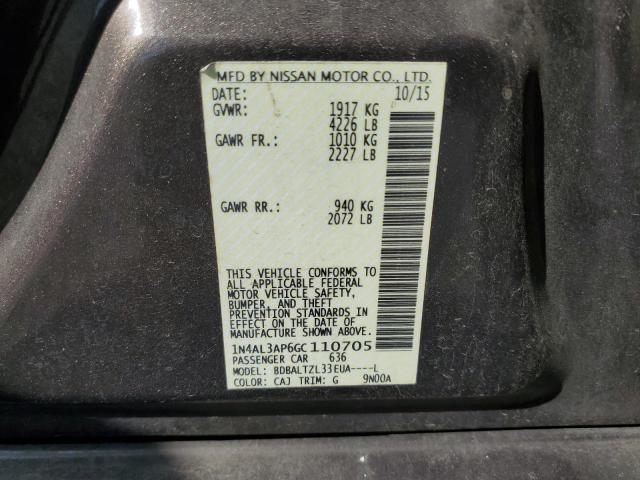 MFD BY NISSAN MOTOR CO., LTD.
DATE: 10/15
GVWR: 1917 KG
4226 LB
GAWR FR.: 1010 KG
2227 LB
GAWR RR.: 940 KG
2072 LB
THIS VEHICLE CONFORMS TO
ALL APPLICABLE FEDERAL
MOTOR VEHICLE SAFETY,
BUMPER, AND THEFT
PREVENTION STANDARDS IN
EFFECT ON THE DATE OF
MANUFACTURE SHOWN ABOVE.
1N4AL3AP6GC110705
PASSENGER CAR 636
MODEL: BDBALTZL33EUA----L
COLOR: CAJ TRIM: G 9N00A